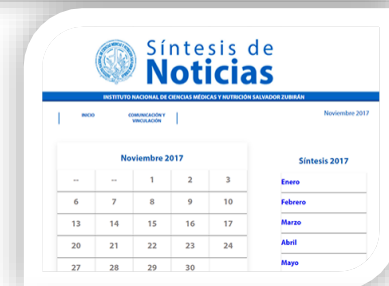 Síntesis de
Noticias
INSTITUTO NACIONAL DE CIENCIAS MÉDICAS Y NUTRICIÓN SALVADOR ZUBIRÁN
INICIO
COMUNICACIÓN Y
VINCULACIÓN
Noviembre 2017
Noviembre 2017
-- -- 1 2 3
6 7 8 9 10
13 14 15 16 17
20 21 22 23 24
27 28 29 30
Síntesis 2017
Enero
Febrero
Marzo
Abril
Mayo